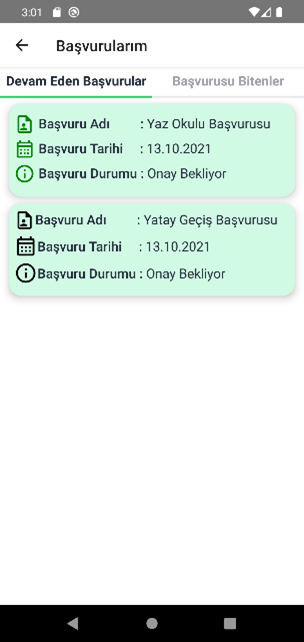 3:01
Başvurularım
Devam Eden Başvurular
Başvurusu Bitenler
Başvuru Adı : Yaz Okulu Başvurusu
Başvuru Tarihi : 13.10.2021
Başvuru Durumu : Onay Bekliyor
Başvuru Adı : Yatay Geçiş Başvurusu
Başvuru Tarihi : 13.10.2021
Başvuru Durumu : Onay Bekliyor